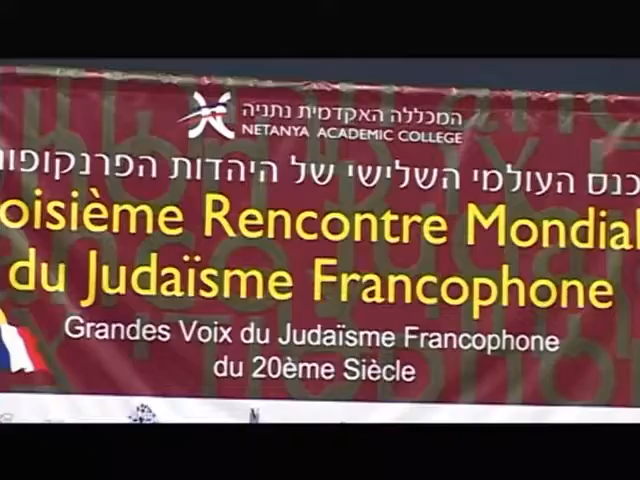 המכללה האקדמית נתניה
NETANYA ACADEMIC COLLEGE
כנס העולמי השלישי של היהדות הפרנקופונ
oisième Rencontre Mondial
du Judaïsme Francophone
Grandes Voix du Judaïsme Francophone
du 20ème Siècle